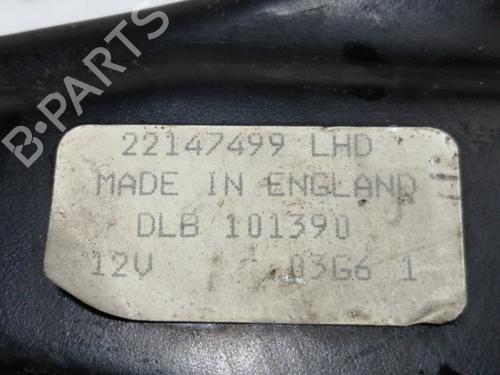 22147499 LHD
MADE IN ENGLAND
DLB 101390
12V 03G6 1
B-PARTS